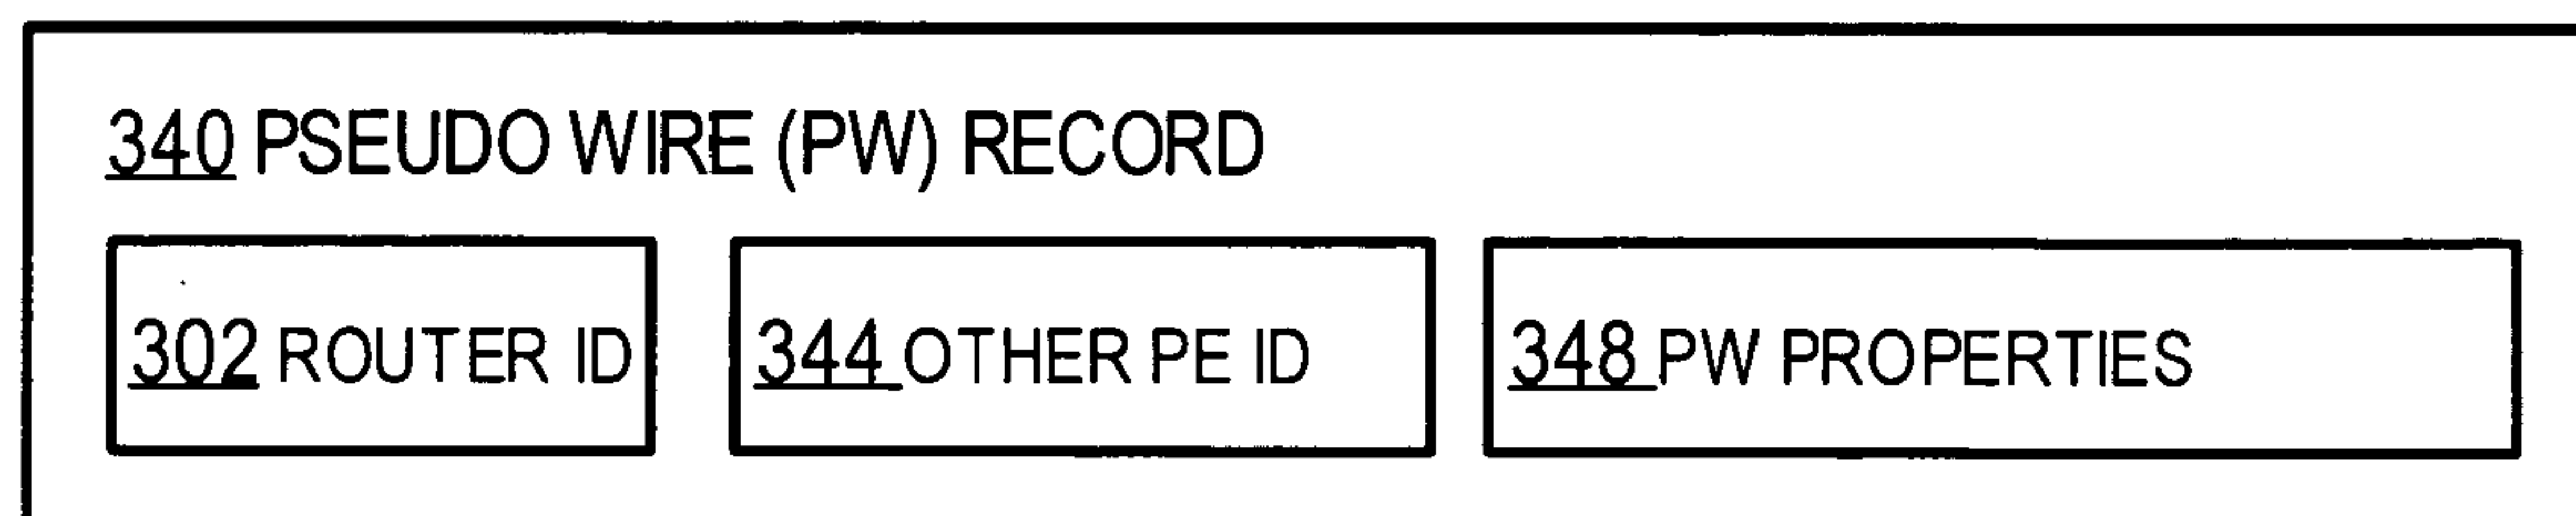 340 PSEUDO WIRE (PW) RECORD
302 ROUTER ID 344 OTHER PE ID 348 PW PROPERTIES